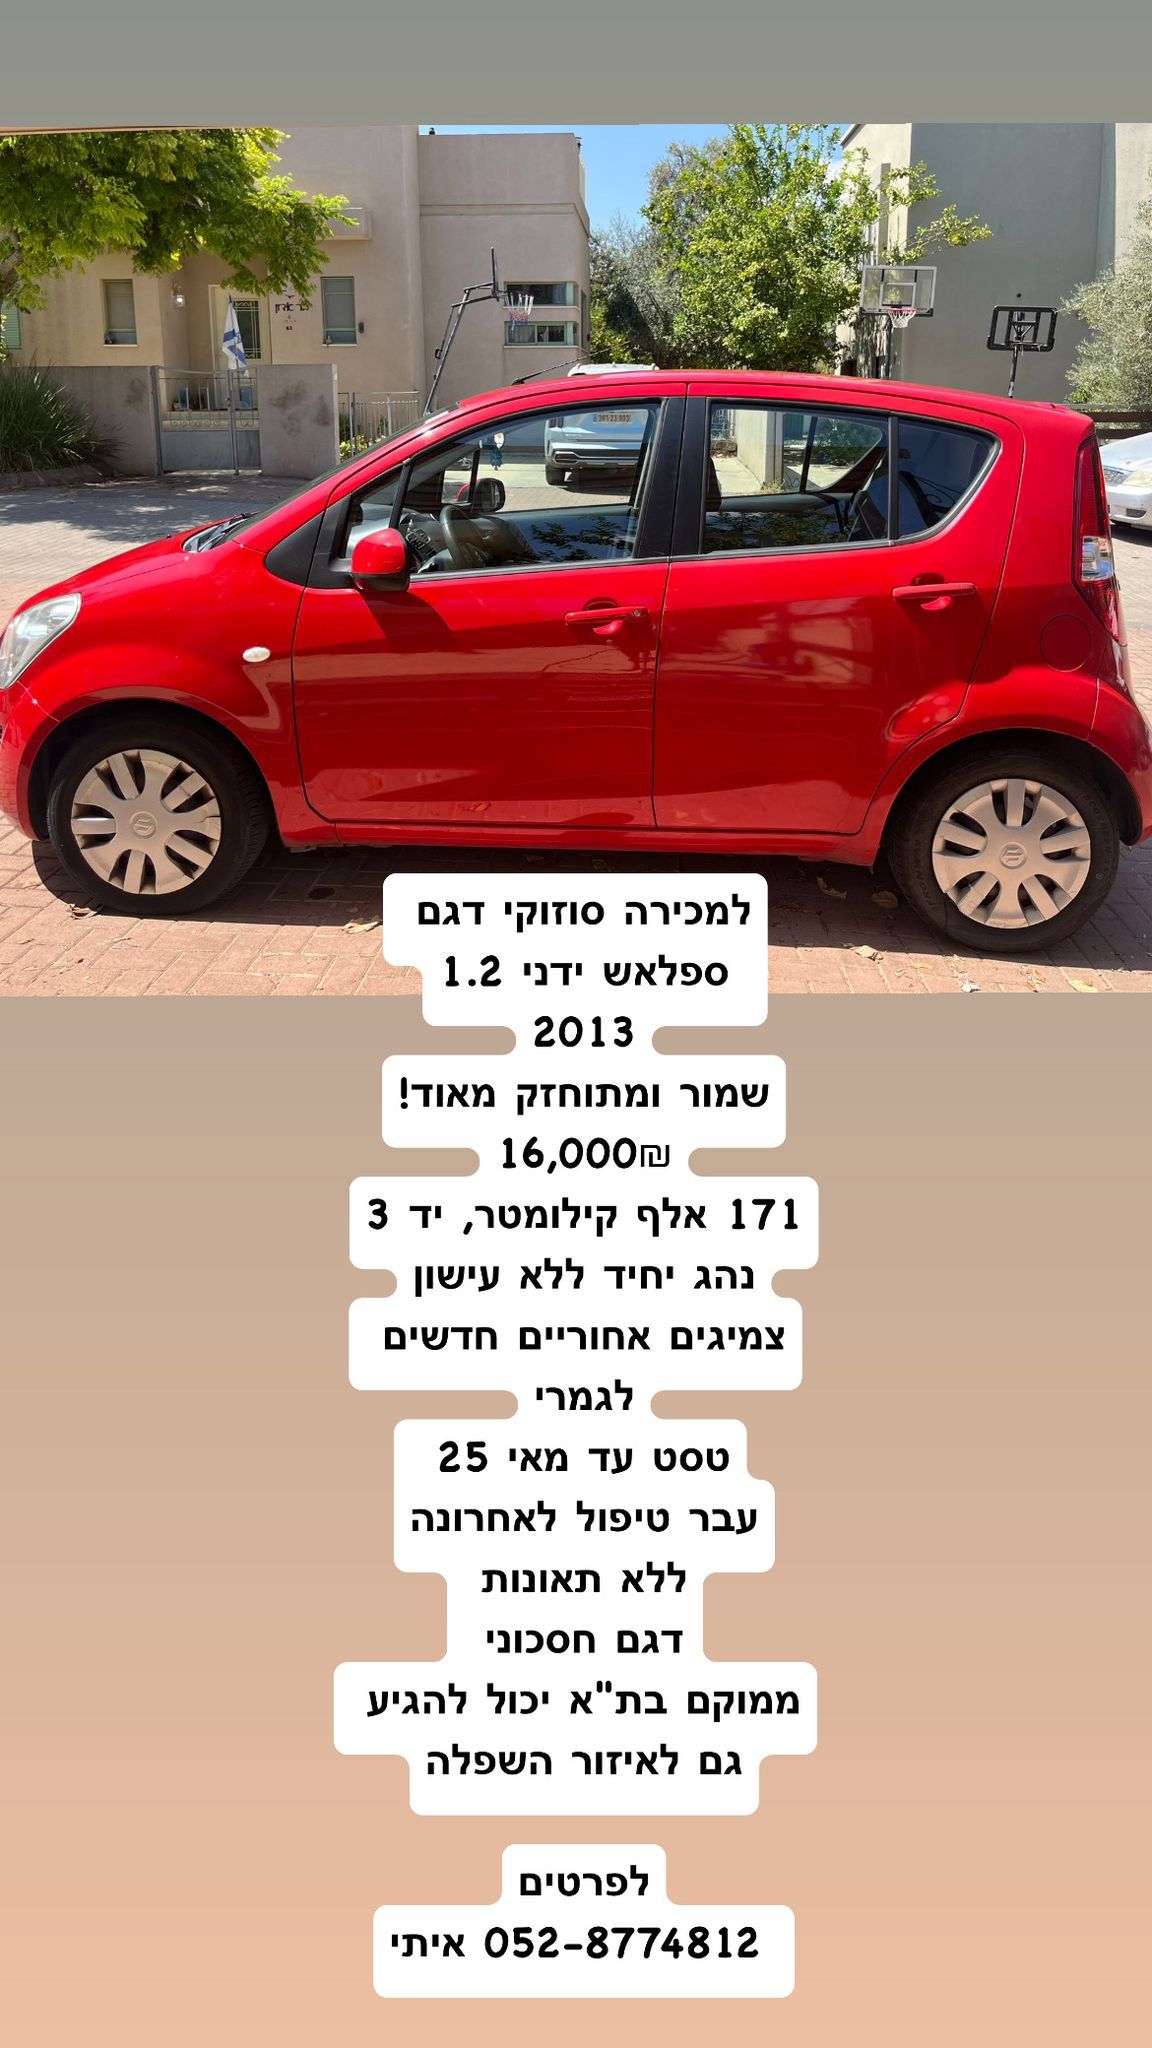 למכירה סוזוקי דגם
ספלאש ידני 1.2
2013
שמור ומתוחזק מאוד!
16,000₪
171 אלף קילומטר, יד 3
נהג יחיד ללא עישון
צמיגים אחוריים חדשים
לגמרי
טסט עד מאי 25
עבר טיפול לאחרונה
ללא תאונות
דגם חסכוני
ממוקם בת"א יכול להגיע
גם לאיזור השפלה
לפרטים
052-8774812 איתי